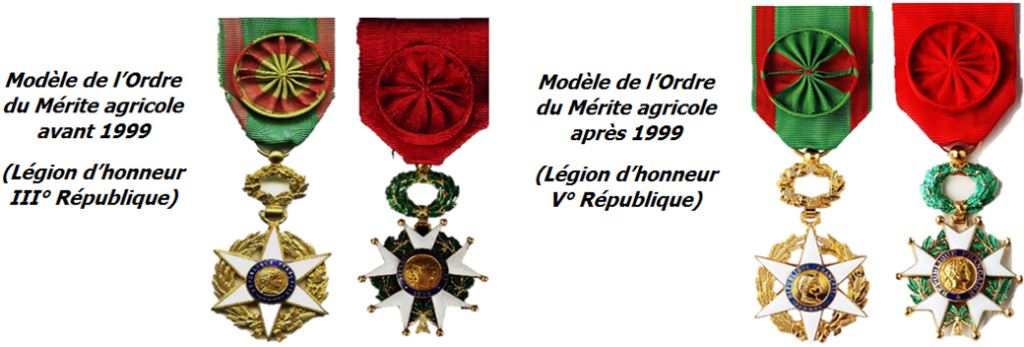 Modèle de l’Ordre
du Mérite agricole
avant 1999
(Légion d’honneur
III° République)
Modèle de l’Ordre
du Mérite agricole
après 1999
(Légion d’honneur
V° République)